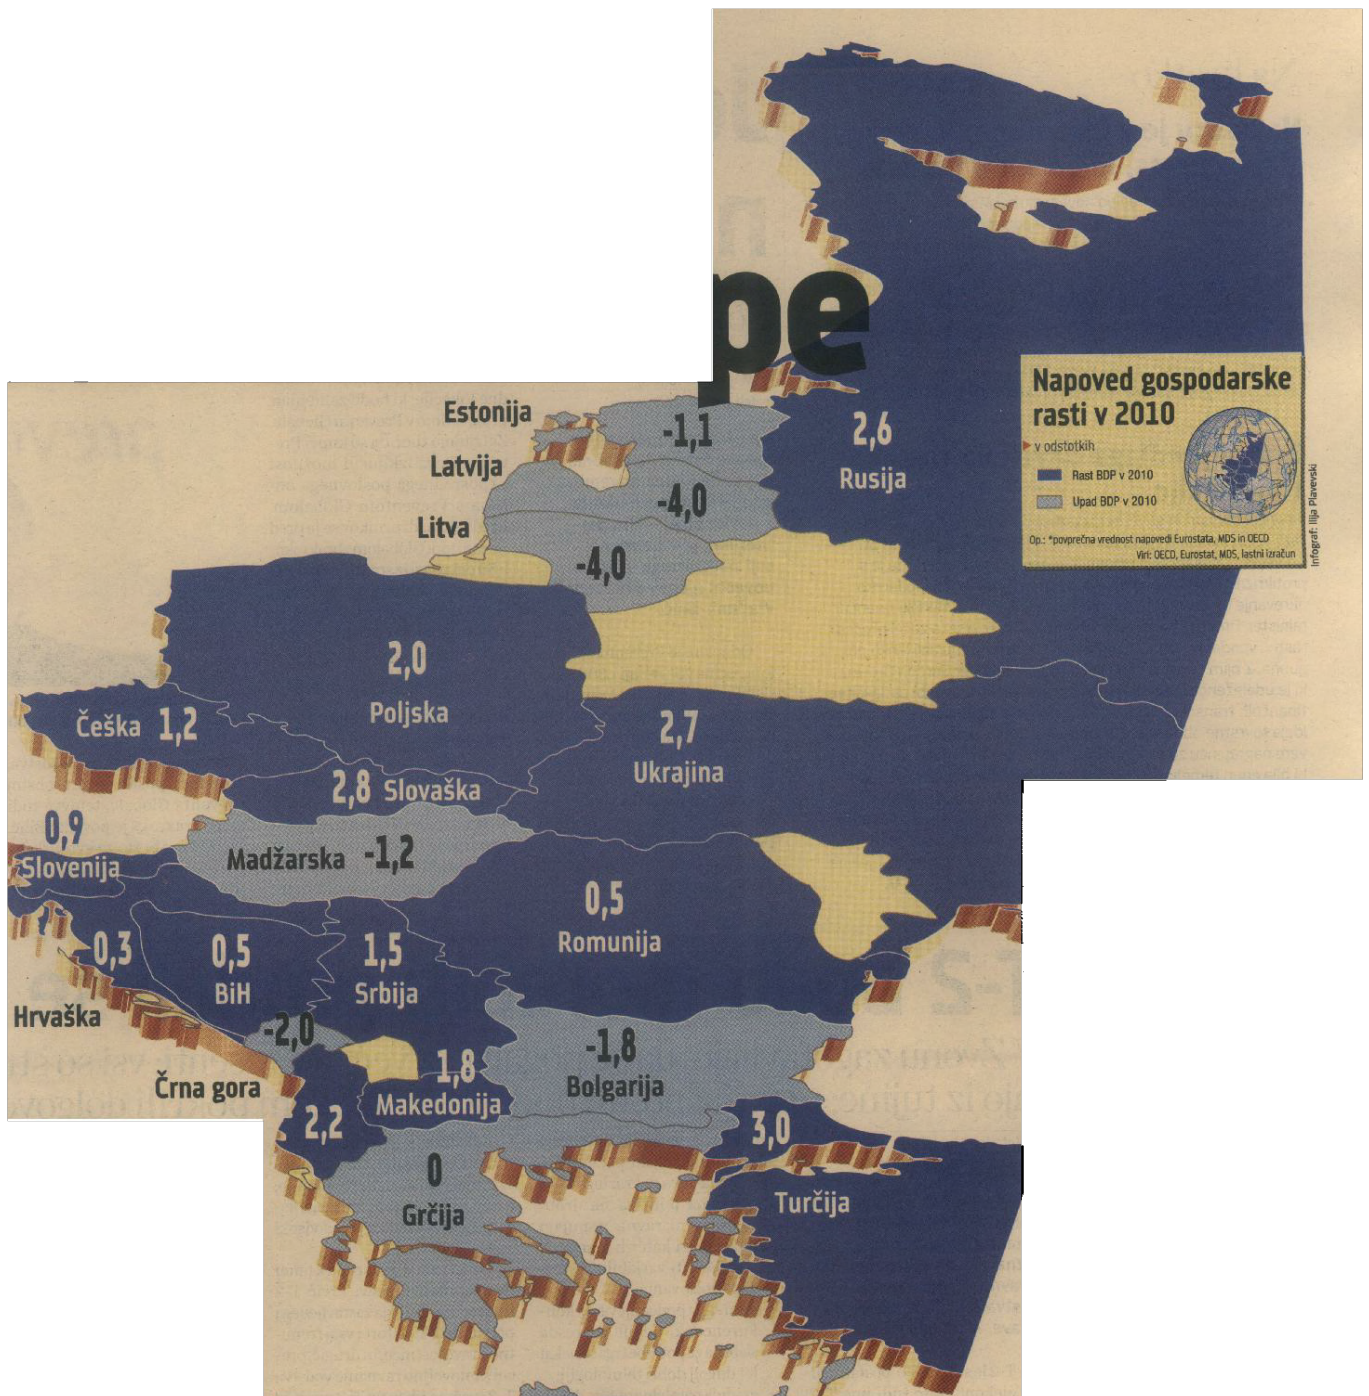 pe
Napoved gospodarske
rasti v 2010
v odstotkih
Rast BDP v 2010
Upad BDP v 2010
Op.: *povprečna vrednost napovedi Eurostata, MDS in OECD
Viri: OECD, Eurostat, MDS, lastni izračun
Infograf: Ilija Plavevski
Estonija
-1,1
2,6
Rusija
Latvija
-4,0
Litva
-4,0
2,0
Poljska
Češka 1,2
2,7
Ukrajina
2,8 Slovaška
0,9
Slovenija
Madžarska -1,2
0,5
Romunija
0,3
Hrvaška
0,5
BiH
1,5
Srbija
-2,0
Črna gora
-1,8
Bolgarija
1,8
Makedonija
2,2
3,0
Turčija
0
Grčija